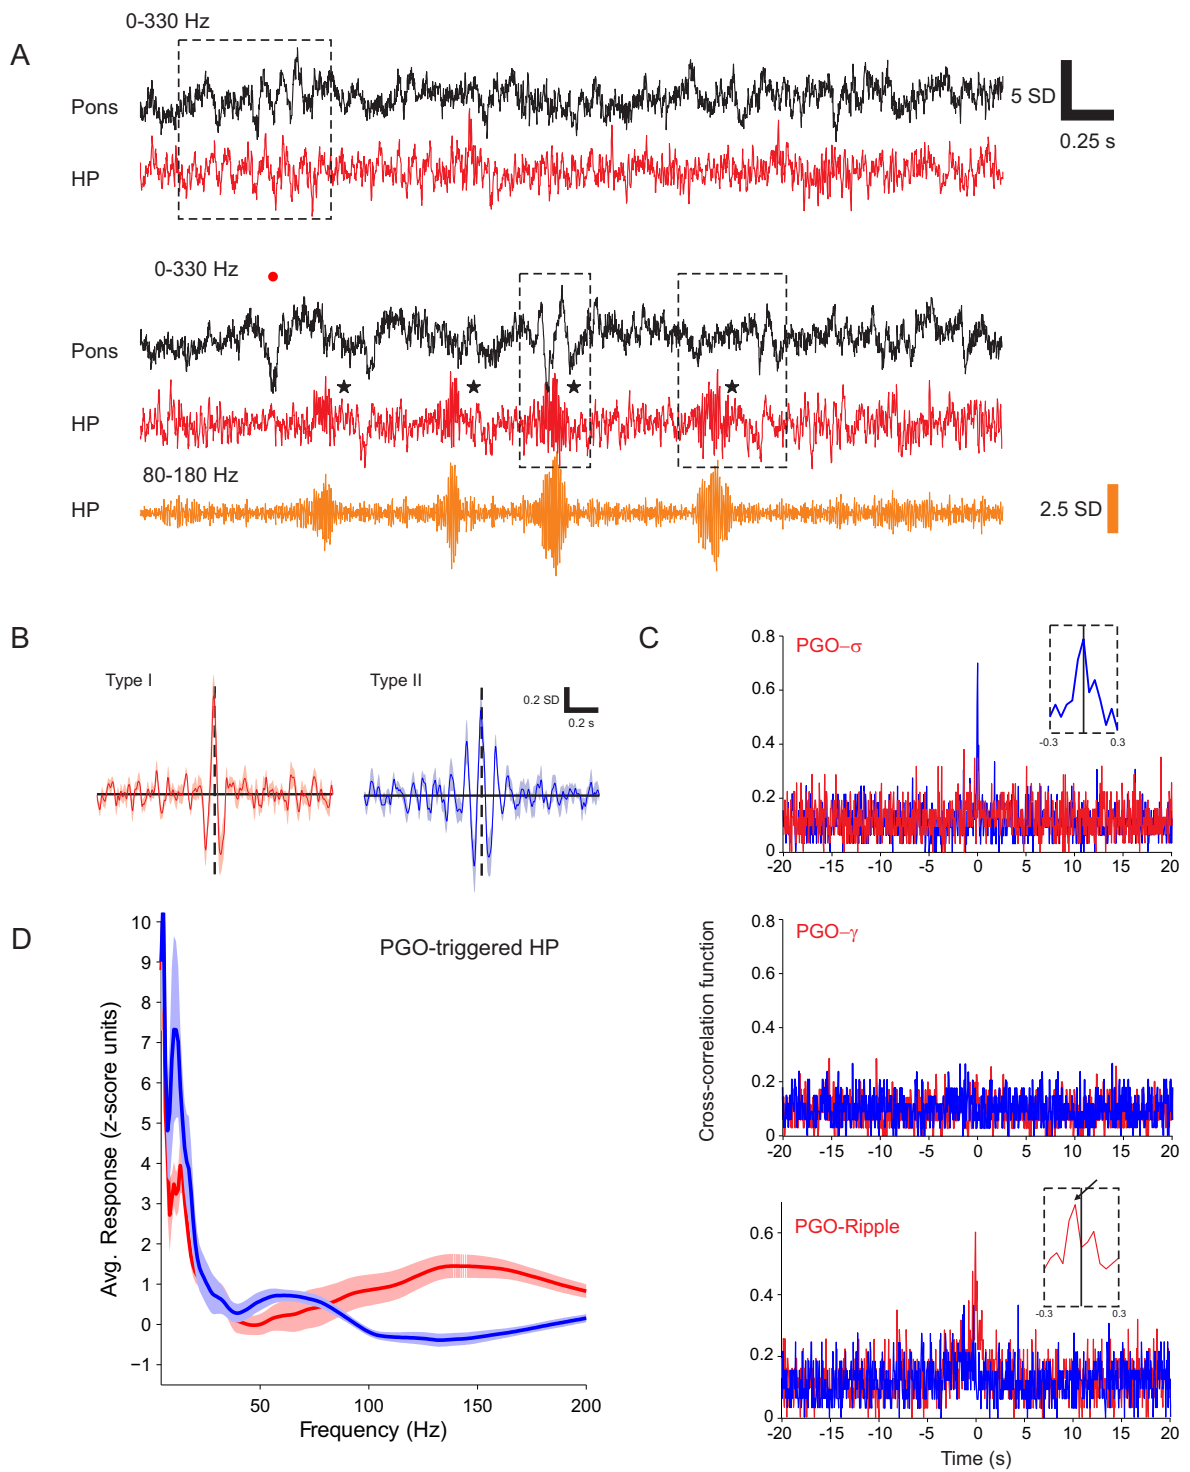 A
0-330 Hz
Pons
HP
5 SD
0.25 s
0-330 Hz
Pons
HP
80-180 Hz
HP
2.5 SD
B
Type I
Type II
0.2 SD
0.2 s
C
PGO–σ
0.8
0.6
0.4
0.2
0
-20 -15 -10 -5 0 5 10 15 20
-0.3 0.3
PGO–γ
0.8
0.6
0.4
0.2
0
-20 -15 -10 -5 0 5 10 15 20
Cross-correlation function
PGO-Ripple
0.6
0.4
0.2
0
-20 -15 -10 -5 0 5 10 15 20
-0.3 0.3
Time (s)
D
PGO-triggered HP
Avg. Response (z-score units)
10
9
8
7
6
5
4
3
2
1
0
−1
50 100 150 200
Frequency (Hz)